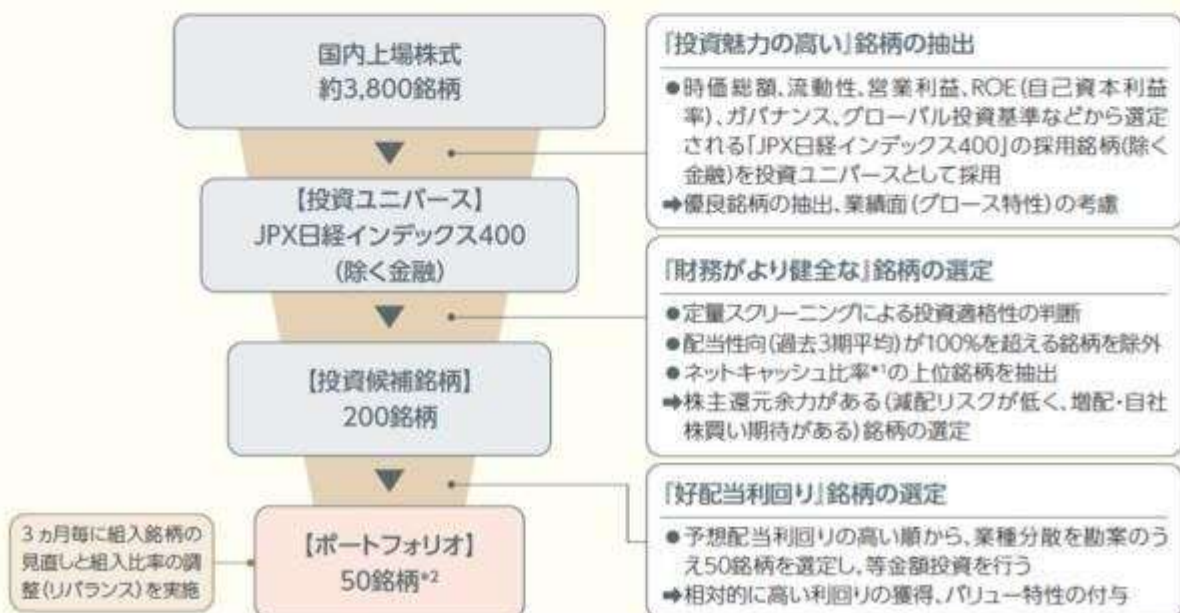 国内上場株式
約3,800銘柄
【投資ユニバース】
JPX日経インデックス400
(除く金融)
【投資候補銘柄】
200銘柄
3ヵ月毎に組入銘柄の
見直しと組入比率の調
整(リバランス)を実施
【ポートフォリオ】
50銘柄*2
『投資魅力の高い』銘柄の抽出
●時価総額、流動性、営業利益、ROE(自己資本利益
率)、ガバナンス、グローバル投資基準などから選定
される「JPX日経インデックス400」の採用銘柄(除く
金融)を投資ユニバースとして採用
➡優良銘柄の抽出、業績面(グロース特性)の考慮
『財務がより健全な』銘柄の選定
●定量スクリーニングによる投資適格性の判断
●配当性向(過去3期平均)が100%を超える銘柄を除外
●ネットキャッシュ比率*1の上位銘柄を抽出
➡株主還元余力がある(減配リスクが低く、増配・自社
株買い期待がある)銘柄の選定
『好配当利回り』銘柄の選定
●予想配当利回りの高い順から、業種分散を勘案のう
え50銘柄を選定し、等金額投資を行う
➡相対的に高い利回りの獲得、バリュー特性の付与